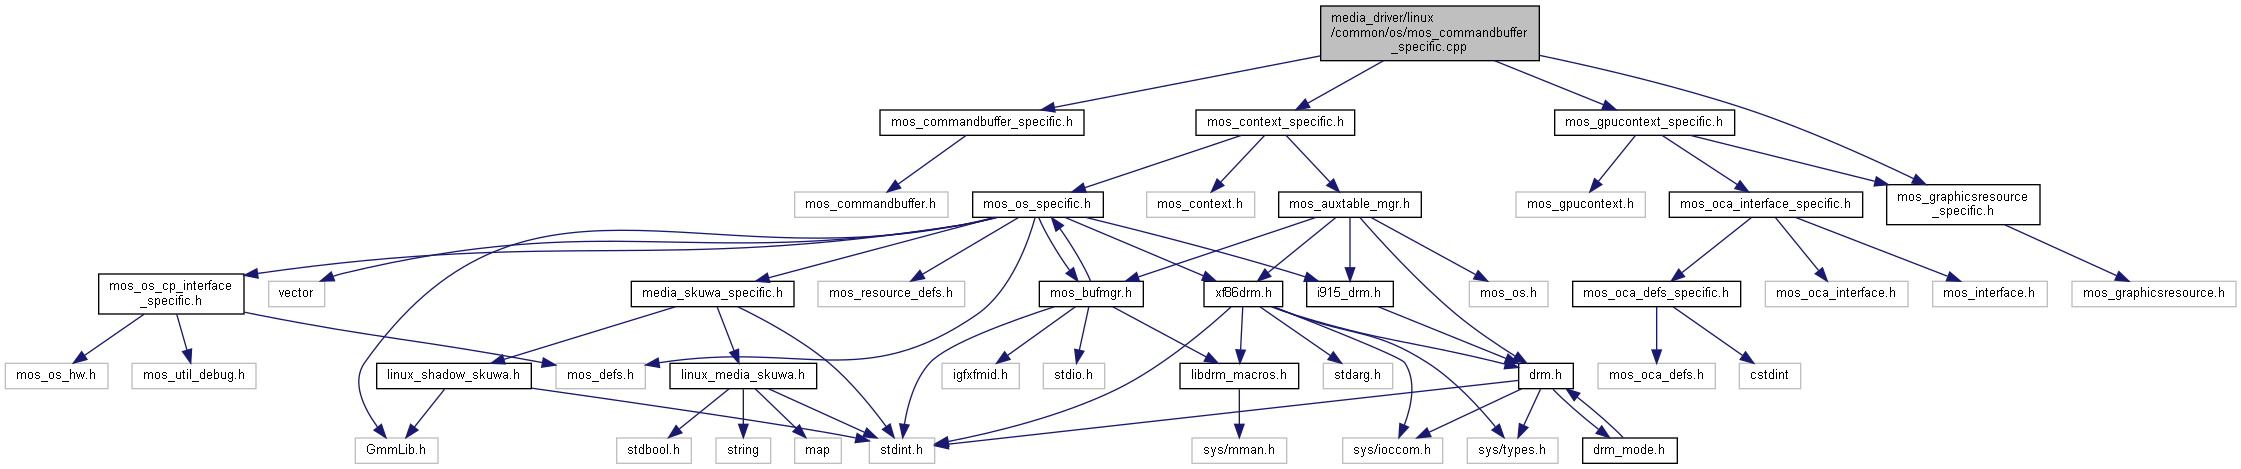 media_driver/linux
/common/os/mos_commandbuffer
_specific.cpp
mos_commandbuffer_specific.h
mos_context_specific.h
mos_gpucontext_specific.h
mos_commandbuffer.h
mos_os_specific.h
mos_context.h
mos_auxtable_mgr.h
mos_gpucontext.h
mos_oca_interface_specific.h
mos_graphicsresource
_specific.h
mos_os_cp_interface
_specific.h
vector
media_skuwa_specific.h
mos_resource_defs.h
mos_bufmgr.h
xf86drm.h
i915_drm.h
mos_os.h
mos_oca_defs_specific.h
mos_oca_interface.h
mos_interface.h
mos_graphicsresource.h
mos_os_hw.h
mos_util_debug.h
linux_shadow_skuwa.h
mos_defs.h
linux_media_skuwa.h
igfxfmid.h
stdio.h
libdrm_macros.h
stdarg.h
drm.h
mos_oca_defs.h
cstdint
GmmLib.h
stdbool.h
string
map
stdint.h
sys/mman.h
sys/ioccom.h
sys/types.h
drm_mode.h